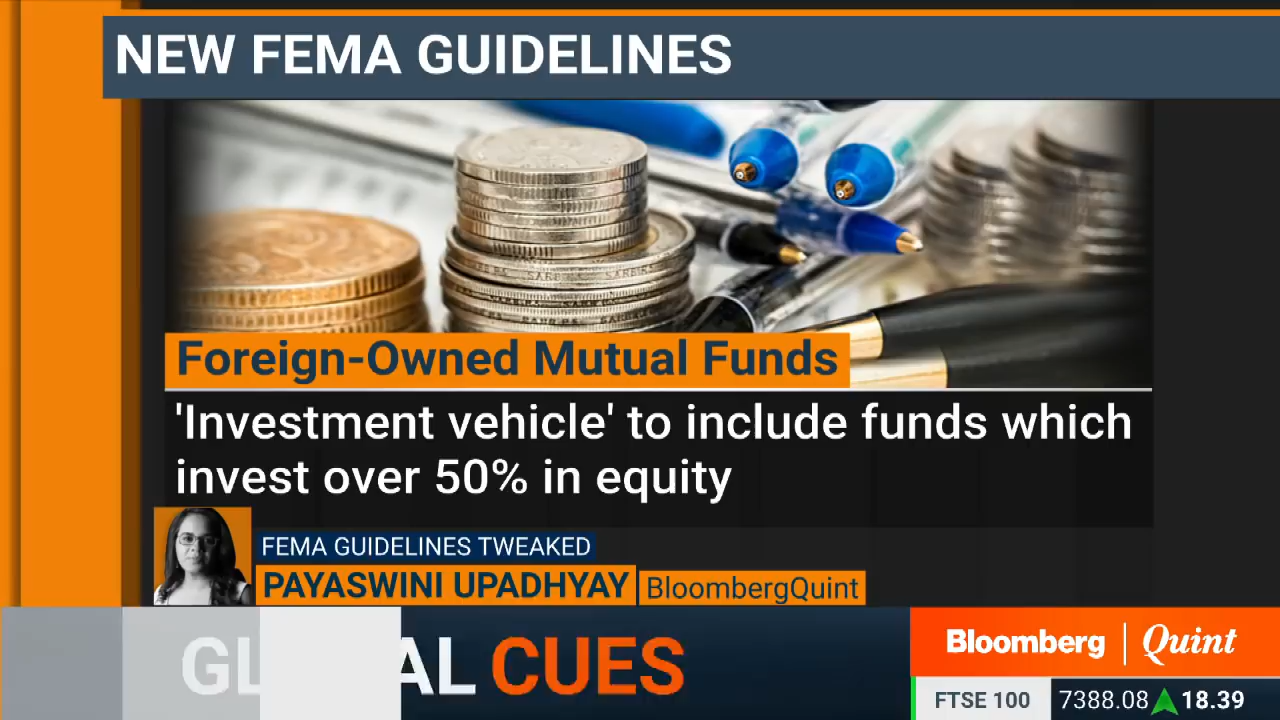 NEW FEMA GUIDELINES
Foreign-Owned Mutual Funds
'Investment vehicle' to include funds which
invest over 50% in equity
FEMA GUIDELINES TWEAKED
PAYASWINI UPADHYAY BloombergQuint
CUES
Bloomberg | Quint
FTSE 100 7388.08 18.39